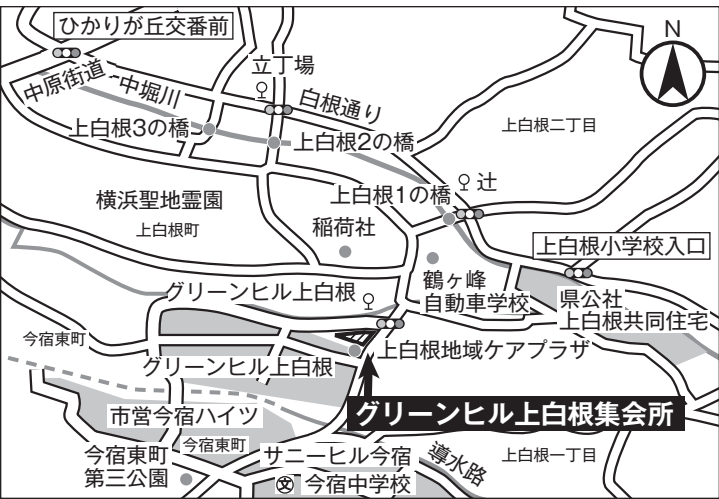 ひかりが丘交番前
N
立丁場
中原街道
中堀川
白根通り
上白根3の橋
上白根2の橋
上白根二丁目
上白根1の橋
辻
横浜聖地霊園
上白根町
稲荷社
上白根小学校入口
鶴ヶ峰
自動車学校
グリーンヒル上白根
県公社
上白根共同住宅
今宿東町
グリーンヒル上白根
上白根地域ケアプラザ
グリーンヒル上白根集会所
市営今宿ハイツ
今宿東町
今宿東町
第三公園
サニーヒル今宿
文
今宿中学校
導水路
上白根一丁目